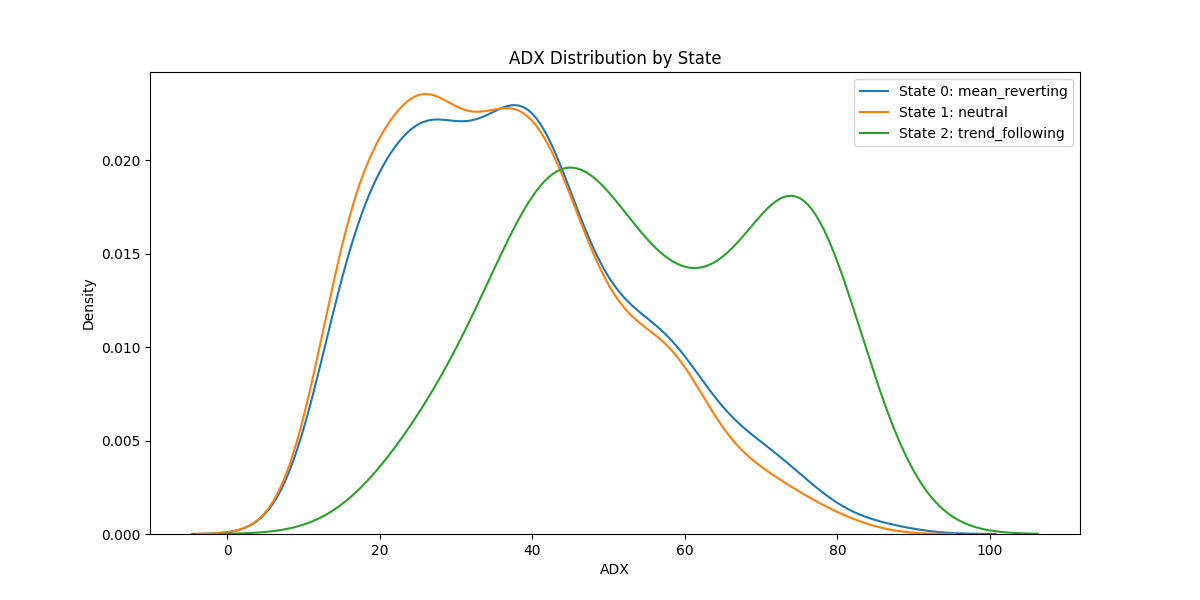 ADX Distribution by State
State 0: mean_reverting
State 1: neutral
State 2: trend_following
Density
0.020
0.015
0.010
0.005
0.000
0
20
40
60
80
100
ADX